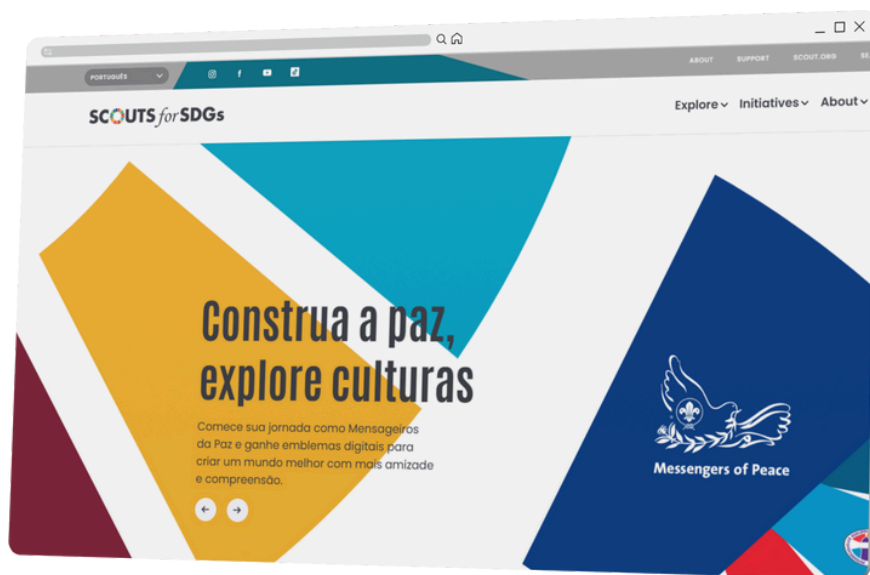 PORTUGUÊS
ABOUT
SUPPORT
SCOUT.ORG
SCOUTS for SDGs
Explore
Initiatives
About
Construa a paz,
explore culturas
Comece sua jornada como Mensageiros
da Paz e ganhe emblemas digitais para
criar um mundo melhor com mais amizade
e compreensão.
Messengers of Peace